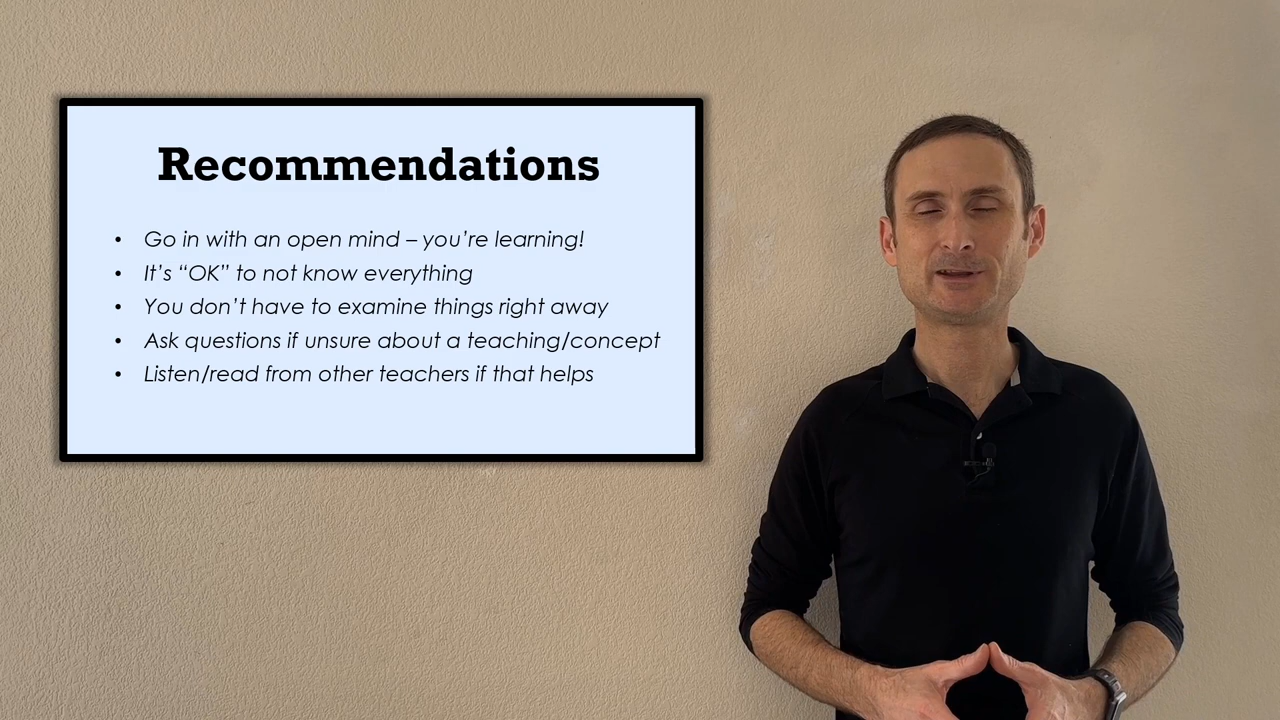 Recommendations
• Go in with an open mind – you’re learning!
• It’s “OK” to not know everything
• You don’t have to examine things right away
• Ask questions if unsure about a teaching/concept
• Listen/read from other teachers if that helps